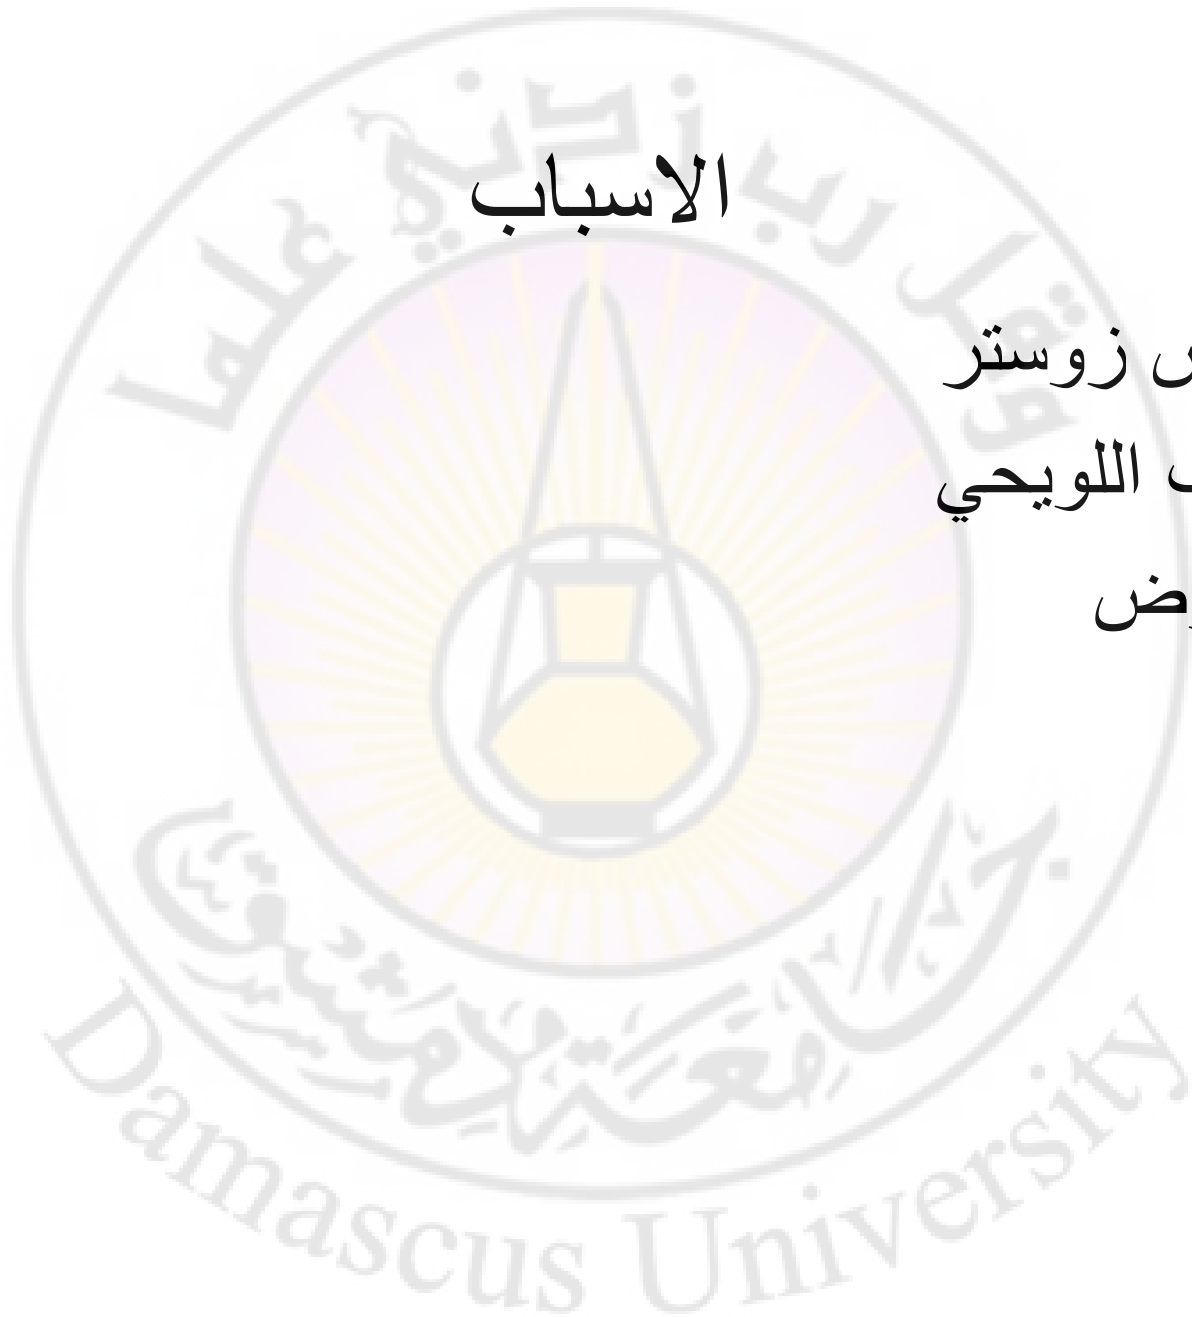 الاسباب
زوستر
اللويحي
وقل رب زدني علما
جامعة دمشق
Damascus University